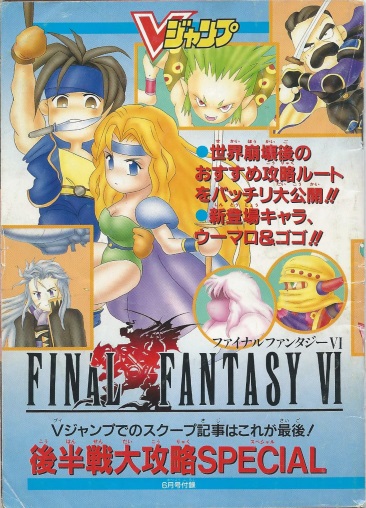 Vジャンプ
●世界崩壊後の
おすすめ攻略ルート
をバッチリ大公開!!
●新登場キャラ、
ウーマロ&ゴゴ!!
ファイナルファンタジーVI
FINAL FANTASY VI
Vジャンプでのスクープ記事はこれが最後!
後半戦大攻略SPECIAL
6月号付録